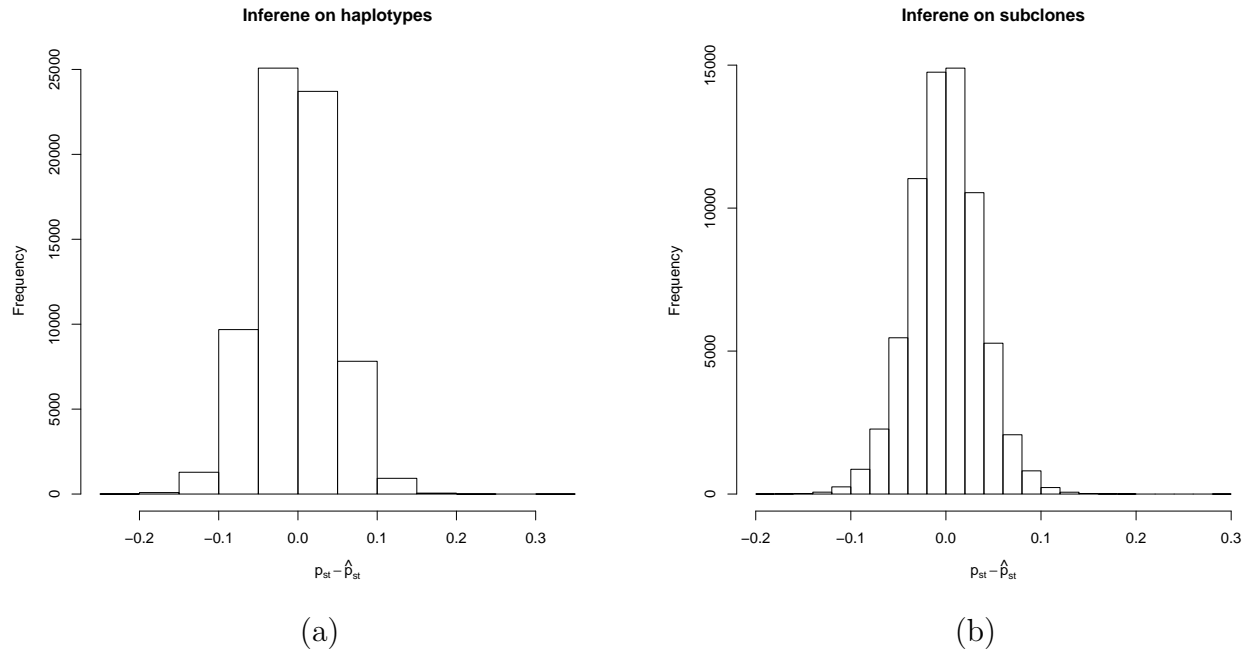 Inferene on haplotypes
Frequency
25000
20000
15000
10000
5000
0
−0.2 −0.1 0.0 0.1 0.2 0.3
p_st − p̂_st
(a)
Inferene on subclones
Frequency
15000
10000
5000
0
−0.2 −0.1 0.0 0.1 0.2 0.3
p_st − p̂_st
(b)